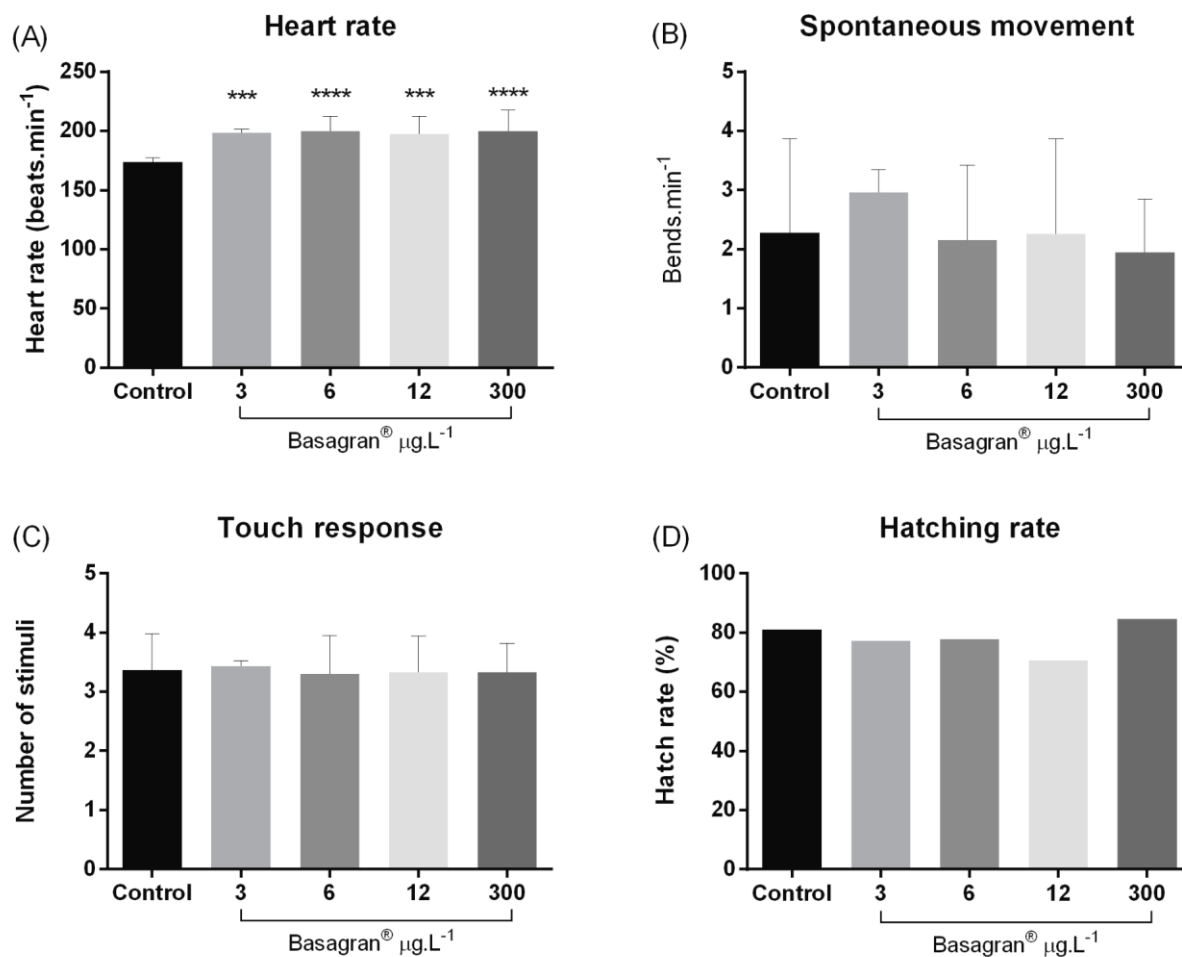 (A)
Heart rate
Heart rate (beats.min⁻¹)
250
200
150
100
50
0
***
****
***
****
Control 3 6 12 300
Basagran® µg.L⁻¹
(B)
Spontaneous movement
Bends.min⁻¹
5
4
3
2
1
0
Control 3 6 12 300
Basagran® µg.L⁻¹
(C)
Touch response
Number of stimuli
5
4
3
2
1
0
Control 3 6 12 300
Basagran® µg.L⁻¹
(D)
Hatching rate
Hatch rate (%)
100
80
60
40
20
0
Control 3 6 12 300
Basagran® µg.L⁻¹